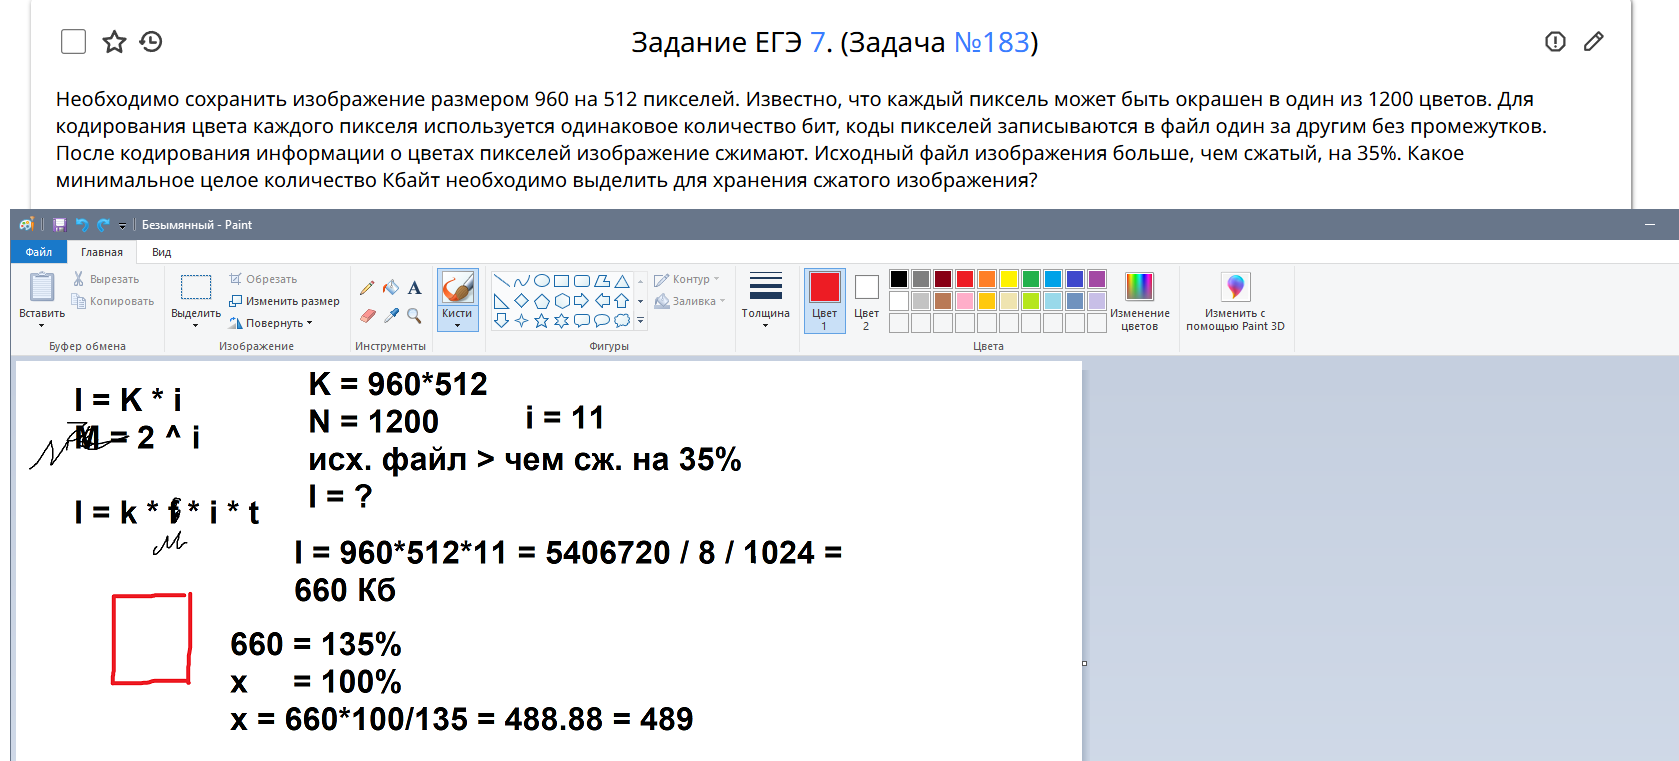 Задание ЕГЭ 7. (Задача №183)
Необходимо сохранить изображение размером 960 на 512 пикселей. Известно, что каждый пиксель может быть окрашен в один из 1200 цветов. Для
кодирования цвета каждого пикселя используется одинаковое количество бит, коды пикселей записываются в файл один за другим без промежутков.
После кодирования информации о цветах пикселей изображение сжимают. Исходный файл изображения больше, чем сжатый, на 35%. Какое
минимальное целое количество Кбайт необходимо выделить для хранения сжатого изображения?
Безымянный - Paint
Файл Главная Вид
Вставить
Вырезать
Копировать
Буфер обмена
Выделить
Обрезать
Изменить размер
Повернуть
Изображение
A
Инструменты
Кисти
Контур
Заливка
Фигуры
Толщина
Цвет
1
Цвет
2
Изменение
цветов
Цвета
Изменить с
помощью Paint 3D
I = K * i
N = 2 ^ i
I = k * * i * t
м
K = 960*512
N = 1200 i = 11
исх. файл > чем сж. на 35%
I = ?
I = 960*512*11 = 5406720 / 8 / 1024 =
660 Кб
660 = 135%
x = 100%
x = 660*100/135 = 488.88 = 489